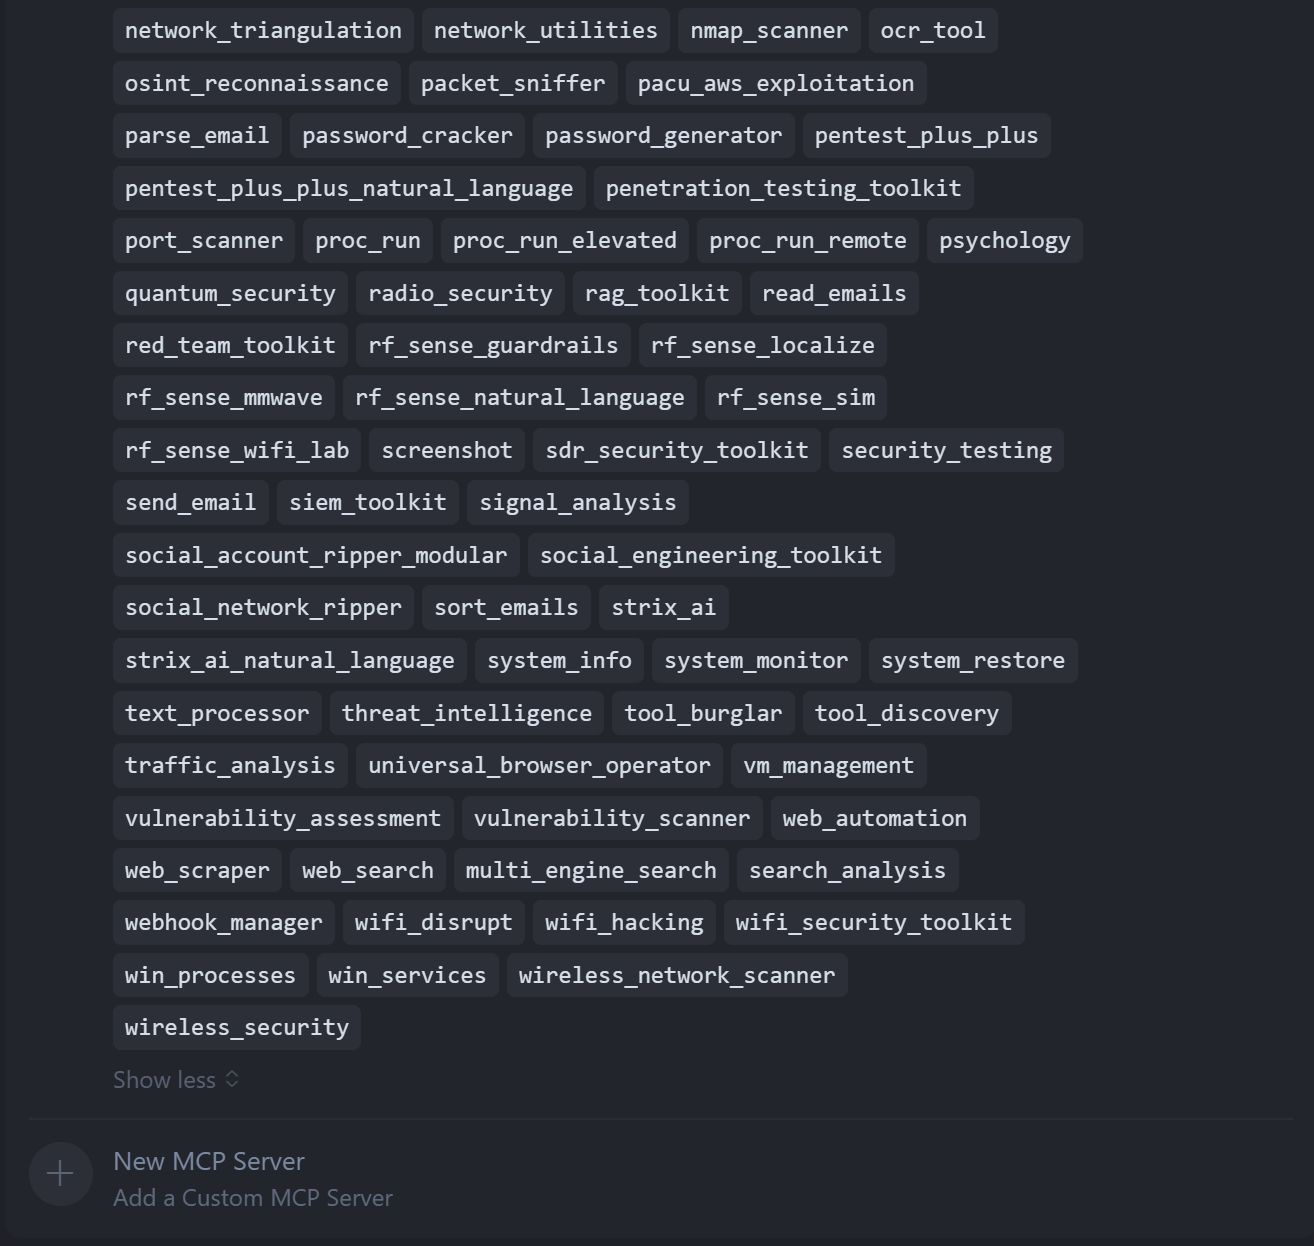 network_triangulation network_utilities nmap_scanner ocr_tool
osint_reconnaissance packet_sniffer pacu_aws_exploitation
parse_email password_cracker password_generator pentest_plus_plus
pentest_plus_plus_natural_language penetration_testing_toolkit
port_scanner proc_run proc_run_elevated proc_run_remote psychology
quantum_security radio_security rag_toolkit read_emails
red_team_toolkit rf_sense_guardrails rf_sense_localize
rf_sense_mmwave rf_sense_natural_language rf_sense_sim
rf_sense_wifi_lab screenshot sdr_security_toolkit security_testing
send_email siem_toolkit signal_analysis
social_account_ripper_modular social_engineering_toolkit
social_network_ripper sort_emails strix_ai
strix_ai_natural_language system_info system_monitor system_restore
text_processor threat_intelligence tool_burglar tool_discovery
traffic_analysis universal_browser_operator vm_management
vulnerability_assessment vulnerability_scanner web_automation
web_scraper web_search multi_engine_search search_analysis
webhook_manager wifi_disrupt wifi_hacking wifi_security_toolkit
win_processes win_services wireless_network_scanner
wireless_security
Show less
New MCP Server
Add a Custom MCP Server